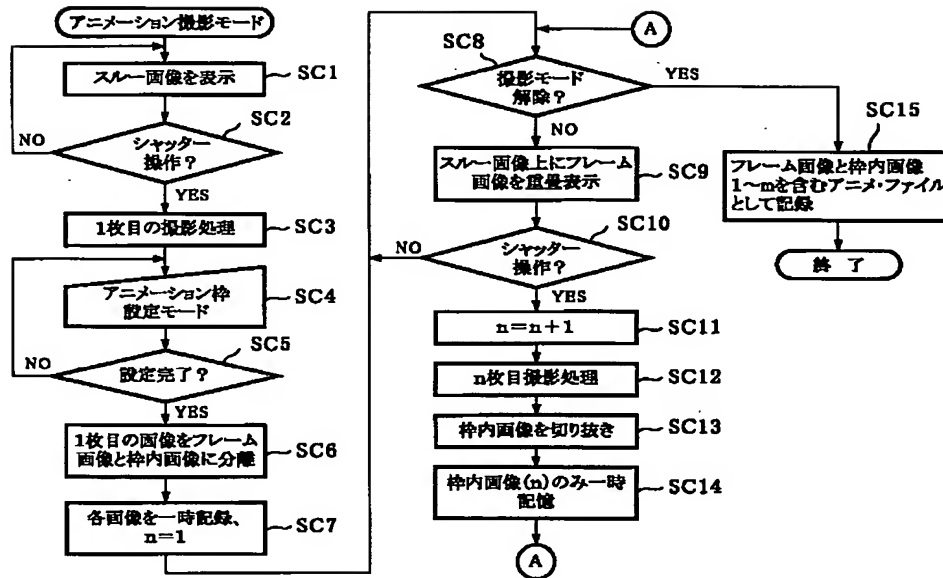 アニメーション撮影モード
スルー画像を表示
SC1
シャッター
操作?
SC2
NO
YES
1枚目の撮影処理
SC3
アニメーション枠
設定モード
SC4
設定完了?
SC5
NO
YES
1枚目の画像をフレーム
画像と枠内画像に分離
SC6
各画像を一時記録、
n=1
SC7
A
SC8
撮影モード
解除?
YES
NO
スルー画像上にフレーム
画像を重畳表示
SC9
シャッター
操作?
SC10
NO
YES
n=n+1
SC11
n枚目撮影処理
SC12
枠内画像を切り抜き
SC13
枠内画像(n)のみ一時
記憶
SC14
A
SC15
フレーム画像と枠内画像
1~mを含むアニメ・ファイル
として記録
終 了